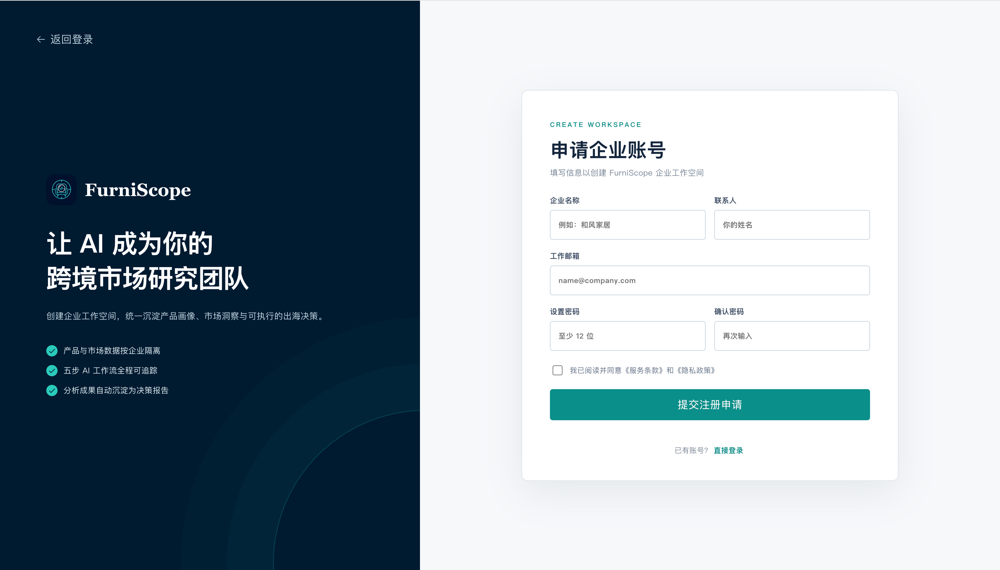 ← 返回登录
FurniScope
让 AI 成为你的
跨境市场研究团队
创建企业工作空间，统一沉淀产品画像、市场洞察与可执行的出海决策。
产品与市场数据按企业隔离
五步 AI 工作流全程可追踪
分析成果自动沉淀为决策报告
CREATE WORKSPACE
申请企业账号
填写信息以创建 FurniScope 企业工作空间
企业名称
例如：和风家居
联系人
你的姓名
工作邮箱
name@company.com
设置密码
至少 12 位
确认密码
再次输入
我已阅读并同意《服务条款》和《隐私政策》
提交注册申请
已有账号？ 直接登录